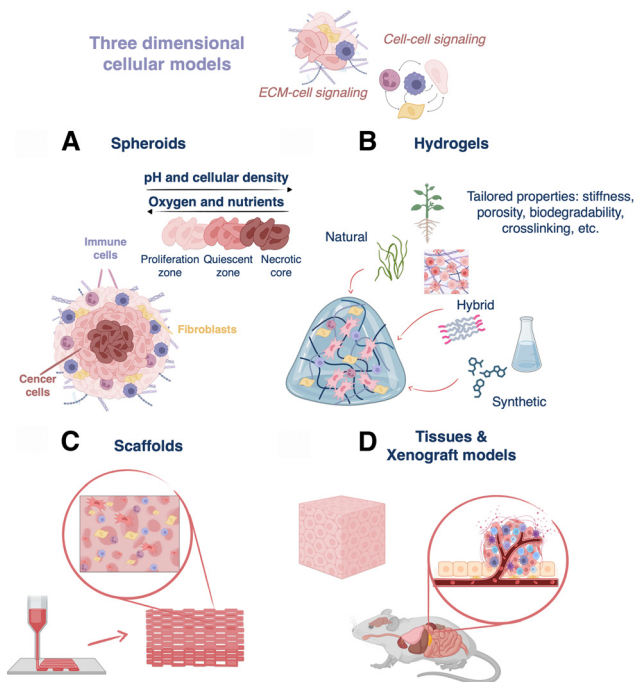 Three dimensional
cellular models
Cell-cell signaling
ECM-cell signaling
A
Spheroids
pH and cellular density
Oxygen and nutrients
Proliferation
zone
Quiescent
zone
Necrotic
core
Immune
cells
Fibroblasts
Cencer
cells
B
Hydrogels
Tailored properties: stiffness,
porosity, biodegradability,
crosslinking, etc.
Natural
Hybrid
Synthetic
C
Scaffolds
D
Tissues &
Xenograft models